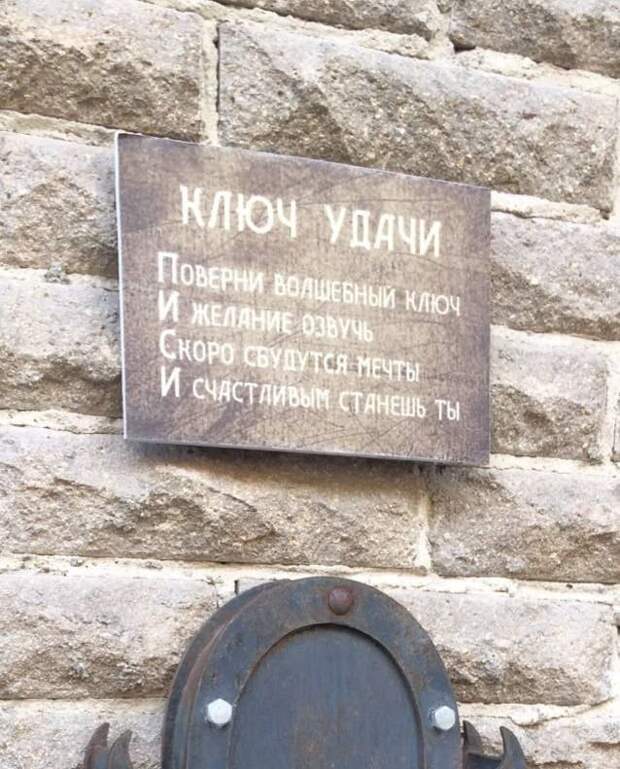 КЛЮЧ УДАЧИ
ПОВЕРНИ ВОЛШЕБНЫЙ КЛЮЧ
И ЖЕЛАНИЕ ОЗВУЧЬ
СКОРО СБУДУТСЯ МЕЧТЫ
И СЧАСТЛИВЫМ СТАНЕШЬ ТЫ